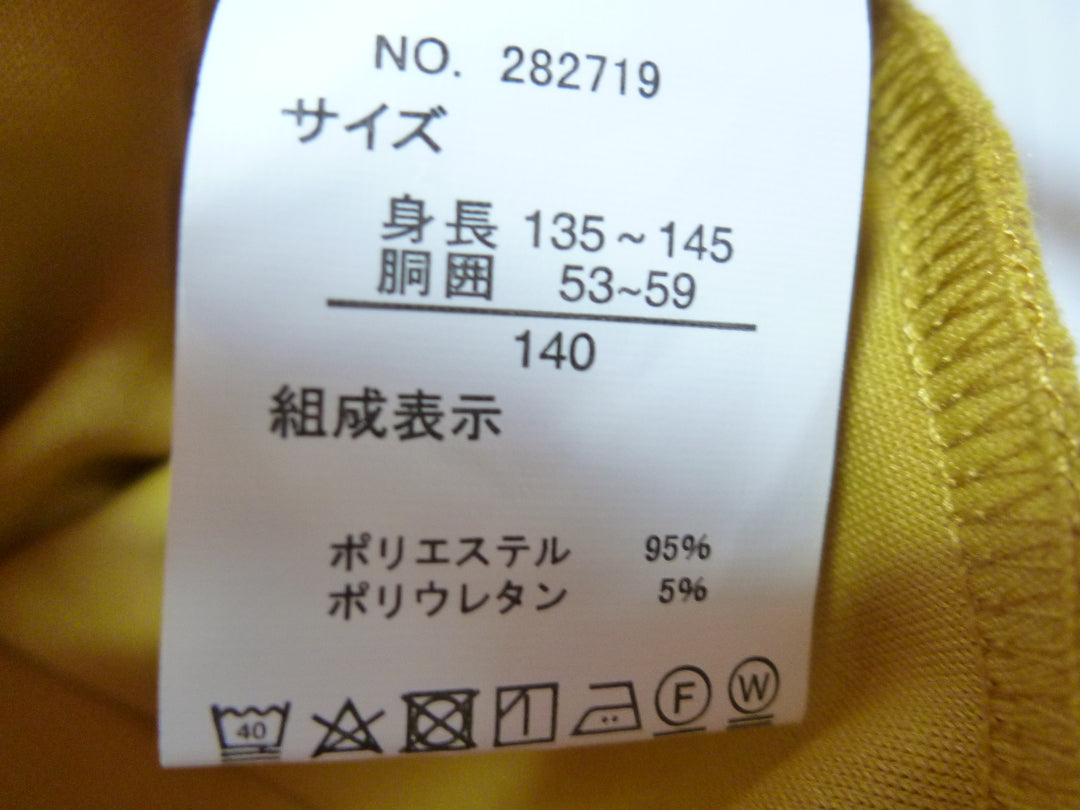 NO. 282719
サイズ
身長 135~145
胴囲 53~59
140
組成表示
ポリエステル 95%
ポリウレタン 5%
40 F W